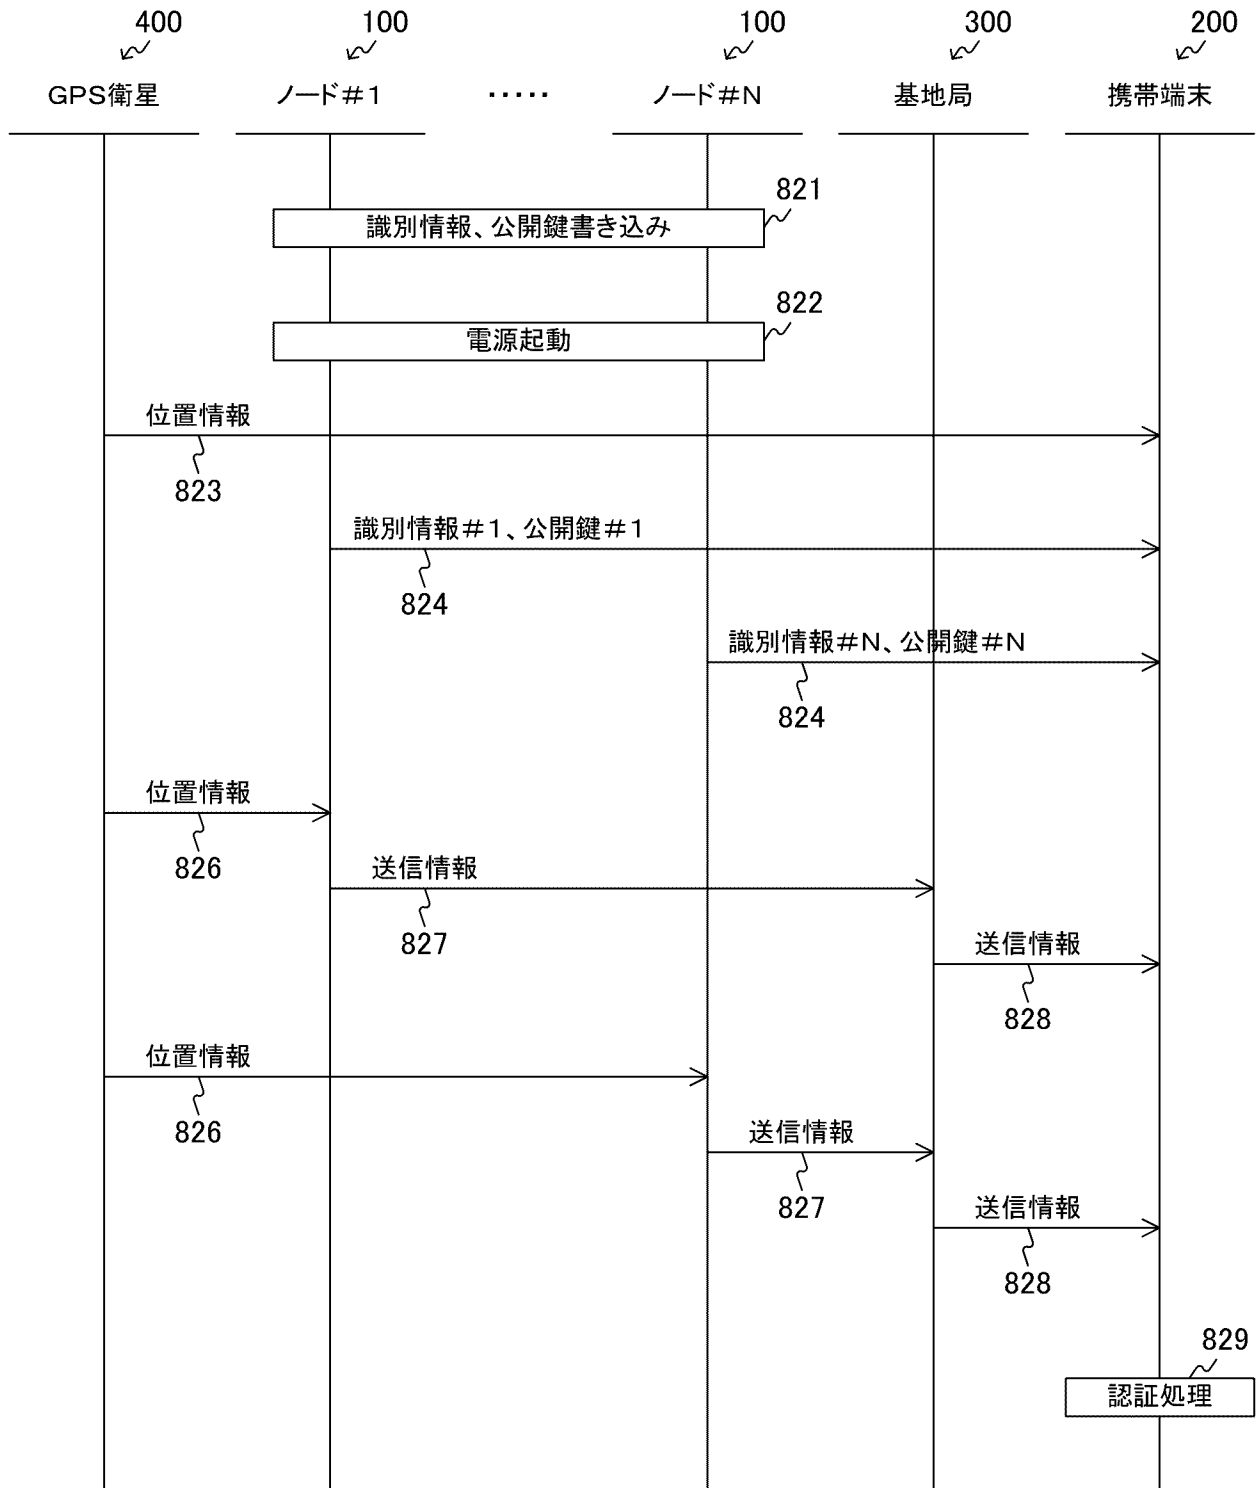 400 100 100 300 200
GPS衛星 ノード＃1 ‥‥‥ ノード＃N 基地局 携帯端末
821
識別情報、公開鍵書き込み
822
電源起動
位置情報
823
識別情報＃1、公開鍵＃1
824
識別情報＃N、公開鍵＃N
824
位置情報
826
送信情報
827
送信情報
828
位置情報
826
送信情報
827
送信情報
828
829
認証処理